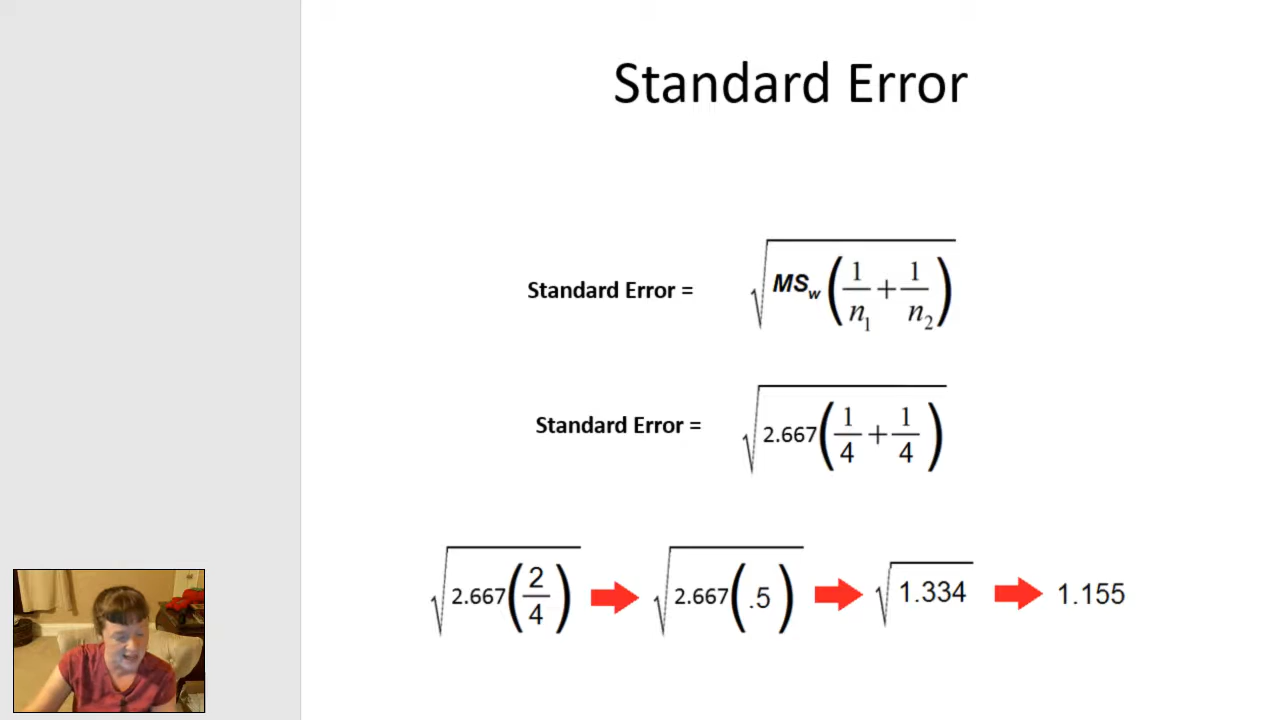 Standard Error
Standard Error = √MSw(1/n1 + 1/n2)
Standard Error = √2.667(1/4 + 1/4)
√2.667(2/4) → √2.667(.5) → √1.334 → 1.155